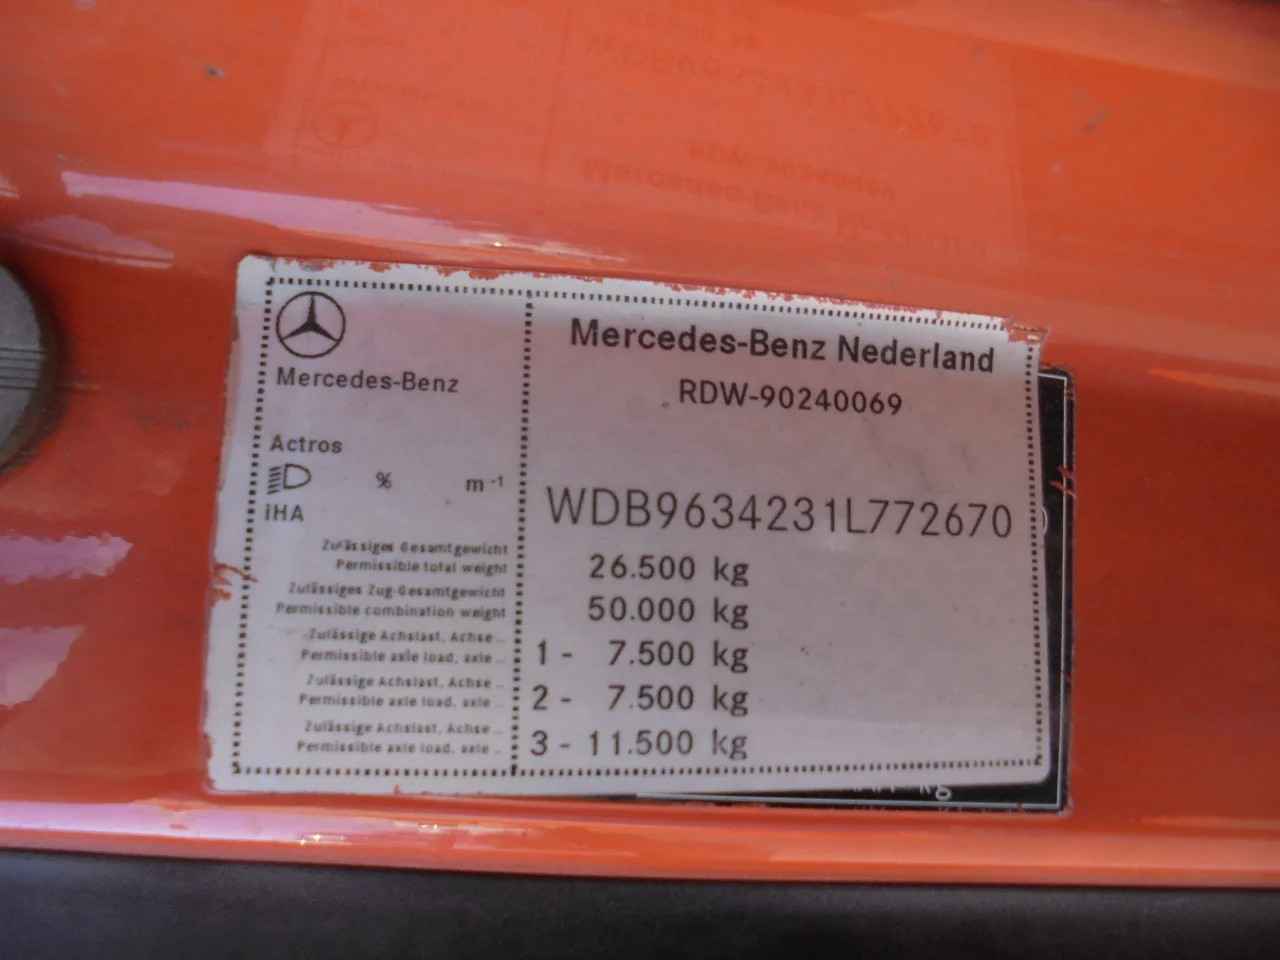 Mercedes-Benz
Actros
% m-1
iHA
Zulässiges Gesamtgewicht
Permissible total weight
Zulässiges Zug-Gesamtgewicht
Permissible combination weight
Zulässige Achslast, Achse ..
Permissible axle load, axle ..
Zulässige Achslast, Achse ..
Permissible axle load, axle ..
Zulässige Achslast, Achse ..
Permissible axle load, axle ..
Mercedes-Benz Nederland
RDW-90240069
WDB9634231L772670
26.500 kg
50.000 kg
1 - 7.500 kg
2 - 7.500 kg
3 - 11.500 kg
kg